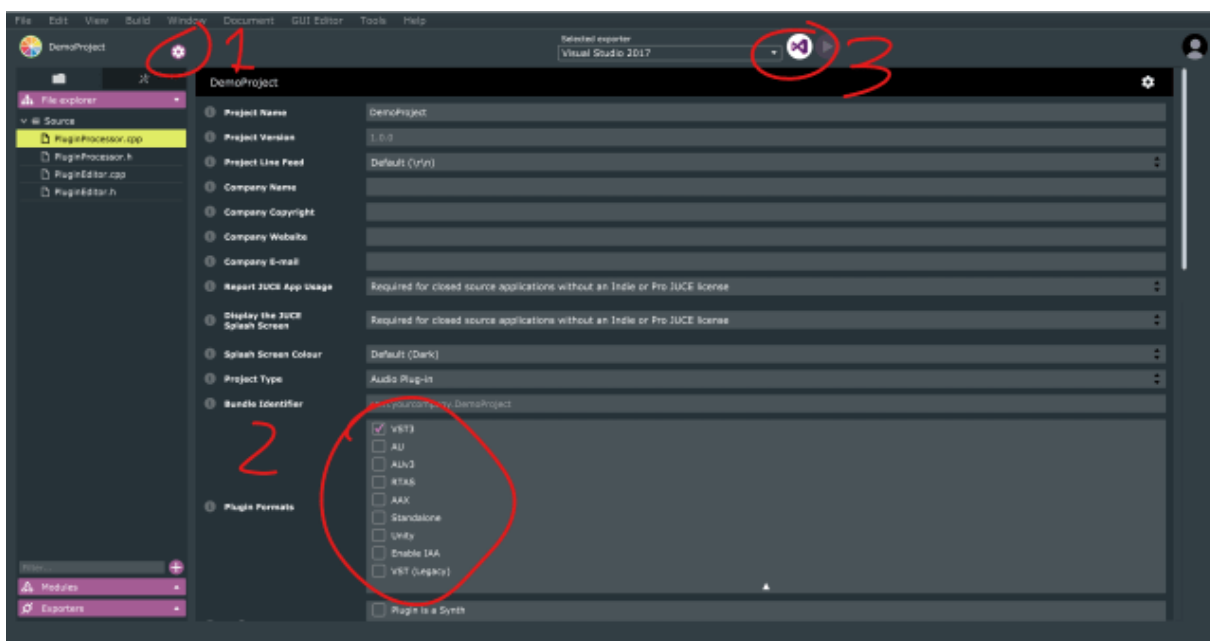 File Edit View Build Window Document GUI Editor Tools Help
DemoProject
1
Selected exporter
Visual Studio 2017
3
DemoProject
File explorer
Source
PluginProcessor.cpp
PluginProcessor.h
PluginEditor.cpp
PluginEditor.h
Project Name DemoProject
Project Version 1.0.0
Project Line Feed Default (\r\n)
Company Name
Company Copyright
Company Website
Company E-mail
Report JUCE App Usage Required for closed source applications without an Indie or Pro JUCE license
Display the JUCE
Splash Screen Required for closed source applications without an Indie or Pro JUCE license
Splash Screen Colour Default (Dark)
Project Type Audio Plug-in
Bundle Identifier com.yourcompany.DemoProject
2
Plugin Formats
VST3
AU
AUv3
RTAS
AAX
Standalone
Unity
Enable IAA
VST (Legacy)
Plugin is a Synth
Filter...
Modules
Exporters